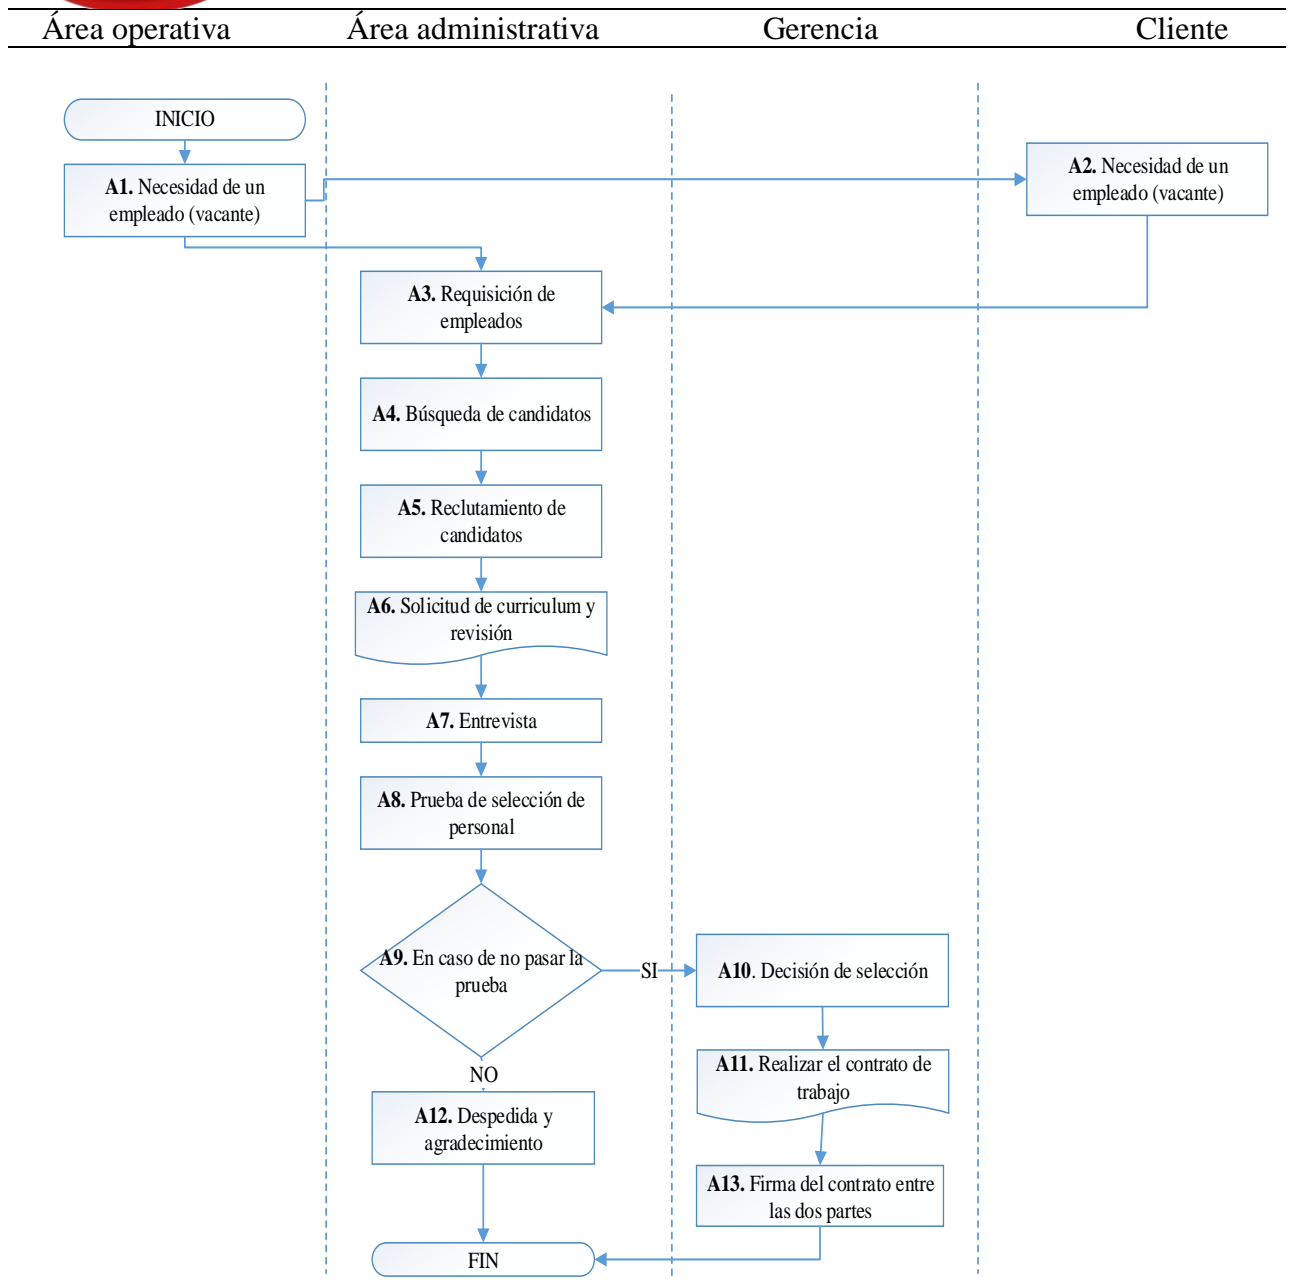 Área operativa Área administrativa Gerencia Cliente
INICIO
A1. Necesidad de un
empleado (vacante)
A2. Necesidad de un
empleado (vacante)
A3. Requisición de
empleados
A4. Búsqueda de candidatos
A5. Reclutamiento de
candidatos
A6. Solicitud de curriculum y
revisión
A7. Entrevista
A8. Prueba de selección de
personal
A9. En caso de no pasar la
prueba
SI
A10. Decisión de selección
A11. Realizar el contrato de
trabajo
NO
A12. Despedida y
agradecimiento
A13. Firma del contrato entre
las dos partes
FIN